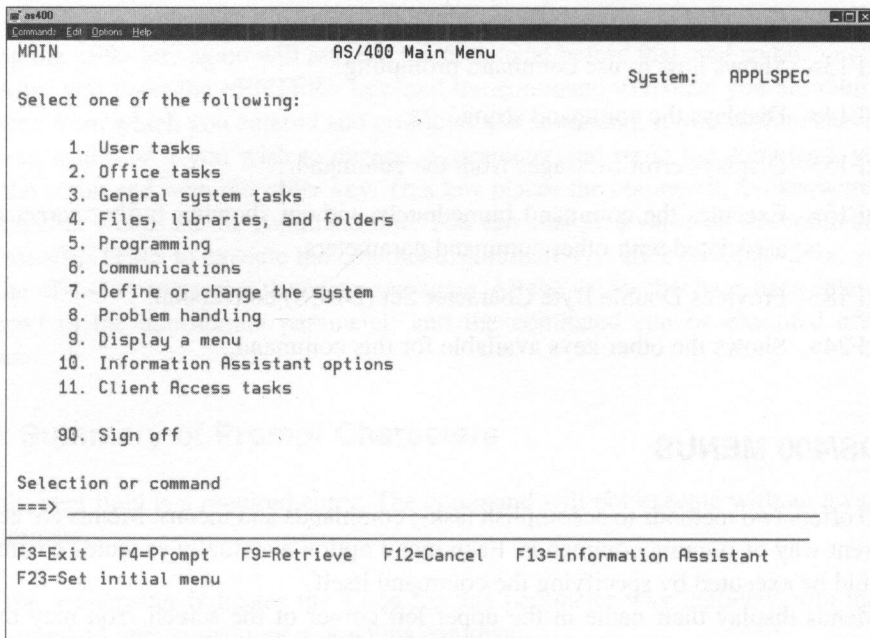 as400
Commands Edit Options Help
MAIN AS/400 Main Menu
System: APPLSPEC
Select one of the following:
1. User tasks
2. Office tasks
3. General system tasks
4. Files, libraries, and folders
5. Programming
6. Communications
7. Define or change the system
8. Problem handling
9. Display a menu
10. Information Assistant options
11. Client Access tasks
90. Sign off
Selection or command
===>
F3=Exit F4=Prompt F9=Retrieve F12=Cancel F13=Information Assistant
F23=Set initial menu